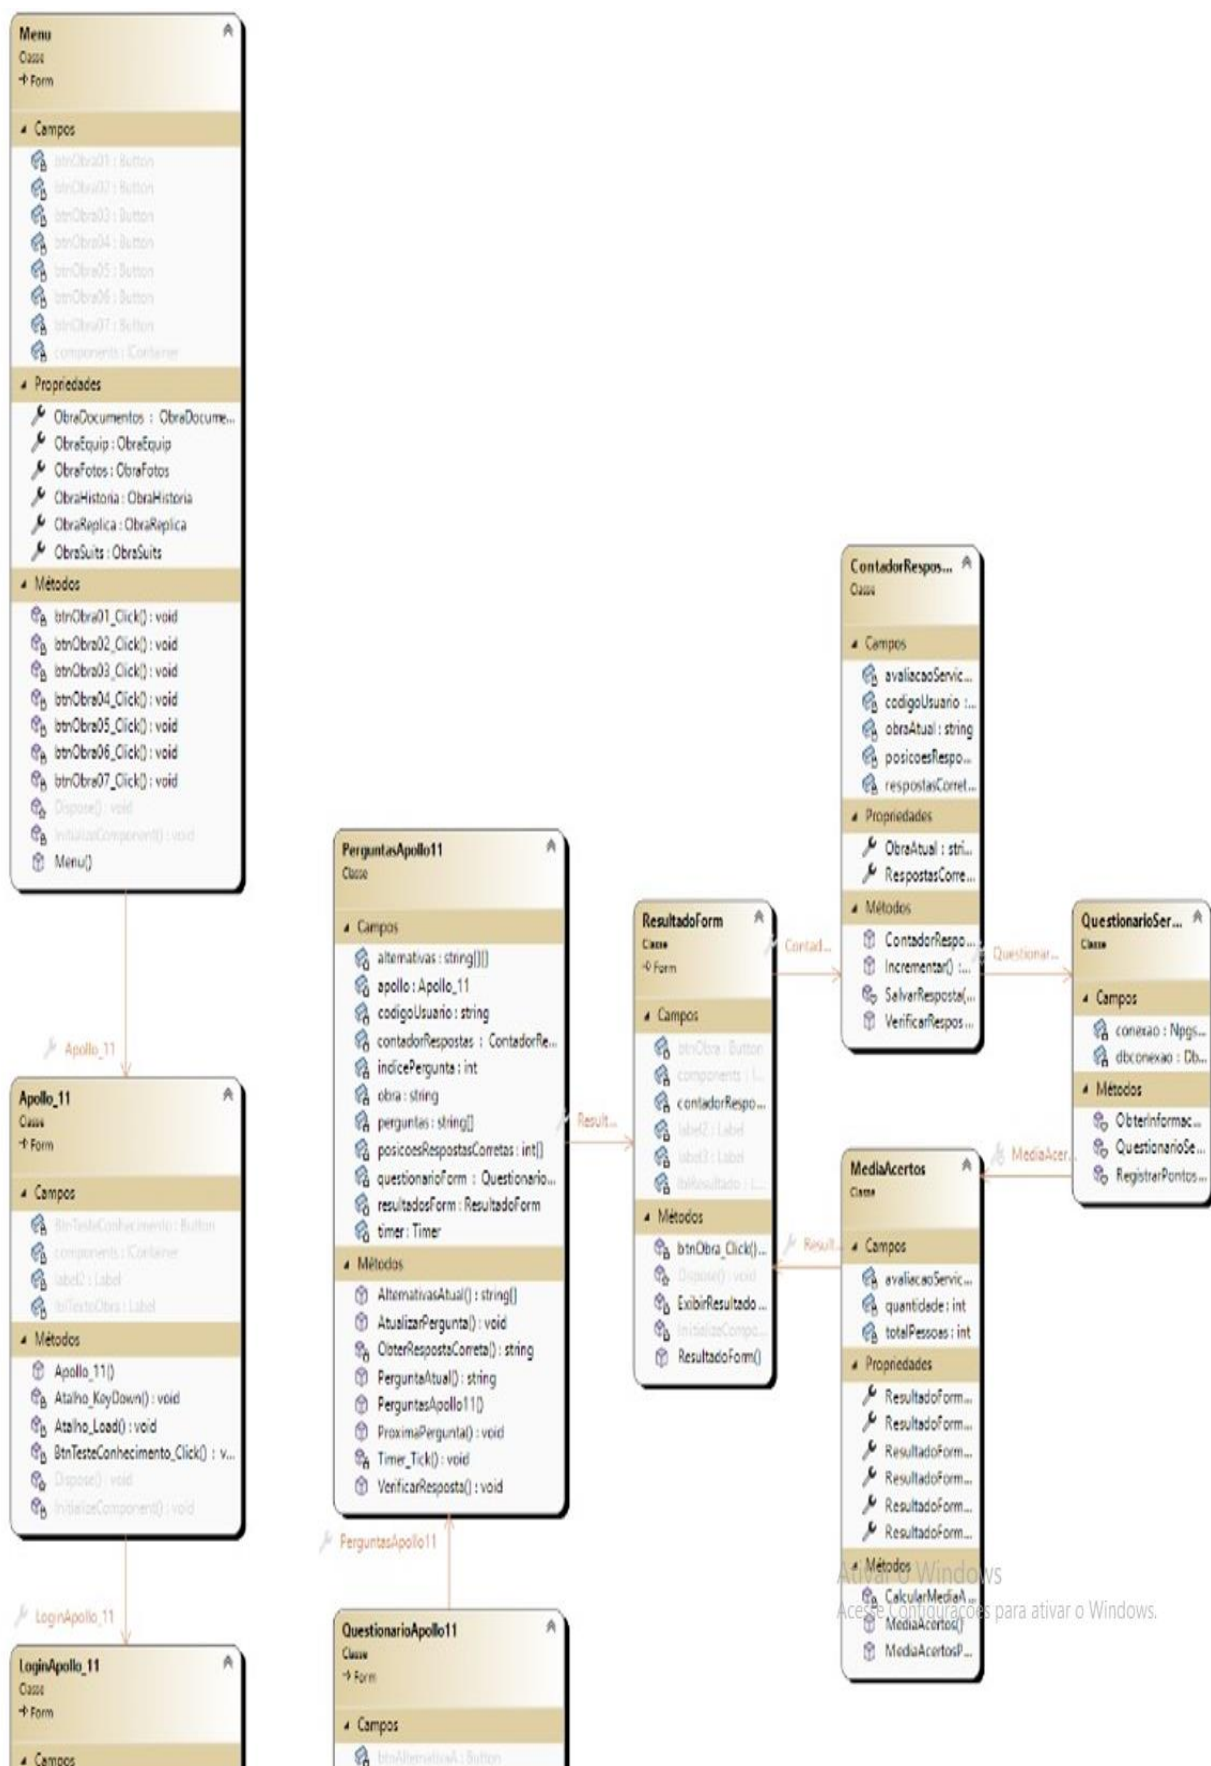 Menu
Classe
Form
Campos
btnObra01 : Button
btnObra02 : Button
btnObra03 : Button
btnObra04 : Button
btnObra05 : Button
btnObra06 : Button
btnObra07 : Button
components : IContainer
Propriedades
ObraDocumentos : ObraDocume...
ObraEquip : ObraEquip
ObraFotos : ObraFotos
ObraHistoria : ObraHistoria
ObraReplica : ObraReplica
ObraSuits : ObraSuits
Métodos
btnObra01_Click() : void
btnObra02_Click() : void
btnObra03_Click() : void
btnObra04_Click() : void
btnObra05_Click() : void
btnObra06_Click() : void
btnObra07_Click() : void
Dispose() : void
InitializeComponent() : void
Menu()
Apollo_11
Apollo_11
Classe
Form
Campos
BtnTesteConhecimento : Button
components : IContainer
label2 : Label
lblTextoObra : Label
Métodos
Apollo_11()
Atalho_KeyDown() : void
Atalho_Load() : void
BtnTesteConhecimento_Click() : v...
Dispose() : void
InitializeComponent() : void
LoginApollo_11
LoginApollo_11
Classe
Form
Campos
PerguntasApollo11
Classe
Campos
alternativas : string[][]
apollo : Apollo_11
codigoUsuario : string
contadorRespostas : ContadorRe...
indicePergunta : int
obra : string
perguntas : string[]
posicoesRespostasCorretas : int[]
questionarioForm : Questionario...
resultadosForm : ResultadoForm
timer : Timer
Métodos
AlternativasAtual() : string[]
AtualizarPergunta() : void
ObterRespostaCorreta() : string
PerguntaAtual() : string
PerguntasApollo11()
ProximaPergunta() : void
Timer_Tick() : void
VerificarResposta() : void
PerguntasApollo11
QuestionarioApollo11
Classe
Form
Campos
btnAlternativaA : Button
Result...
ResultadoForm
Classe
Form
Campos
btnObra : Button
components : I...
contadorRespo...
label2 : Label
label3 : Label
lblResultado : L...
Métodos
btnObra_Click()...
Dispose() : void
ExibirResultado...
InitializeCompo...
ResultadoForm()
Contad...
ContadorRespos...
Classe
Campos
avaliacaoServic...
codigoUsuario :...
obraAtual : string
posicoesRespo...
respostasCorret...
Propriedades
ObraAtual : stri...
RespostasCorre...
Métodos
ContadorRespo...
Incrementar() :...
SalvarResposta(...
VerificarRespos...
Questionar...
QuestionarioSer...
Classe
Campos
conexao : Npgs...
dbconexao : Db...
Métodos
ObterInformac...
QuestionarioSe...
RegistrarPontos...
MediaAcer...
MediaAcertos
Classe
Result...
Campos
avaliacaoServic...
quantidade : int
totalPessoas : int
Propriedades
ResultadoForm...
ResultadoForm...
ResultadoForm...
ResultadoForm...
ResultadoForm...
ResultadoForm...
Métodos
CalcularMediaA...
MediaAcertos()
MediaAcertosP...
Ativar o Windows
Acesse Configurações para ativar o Windows.